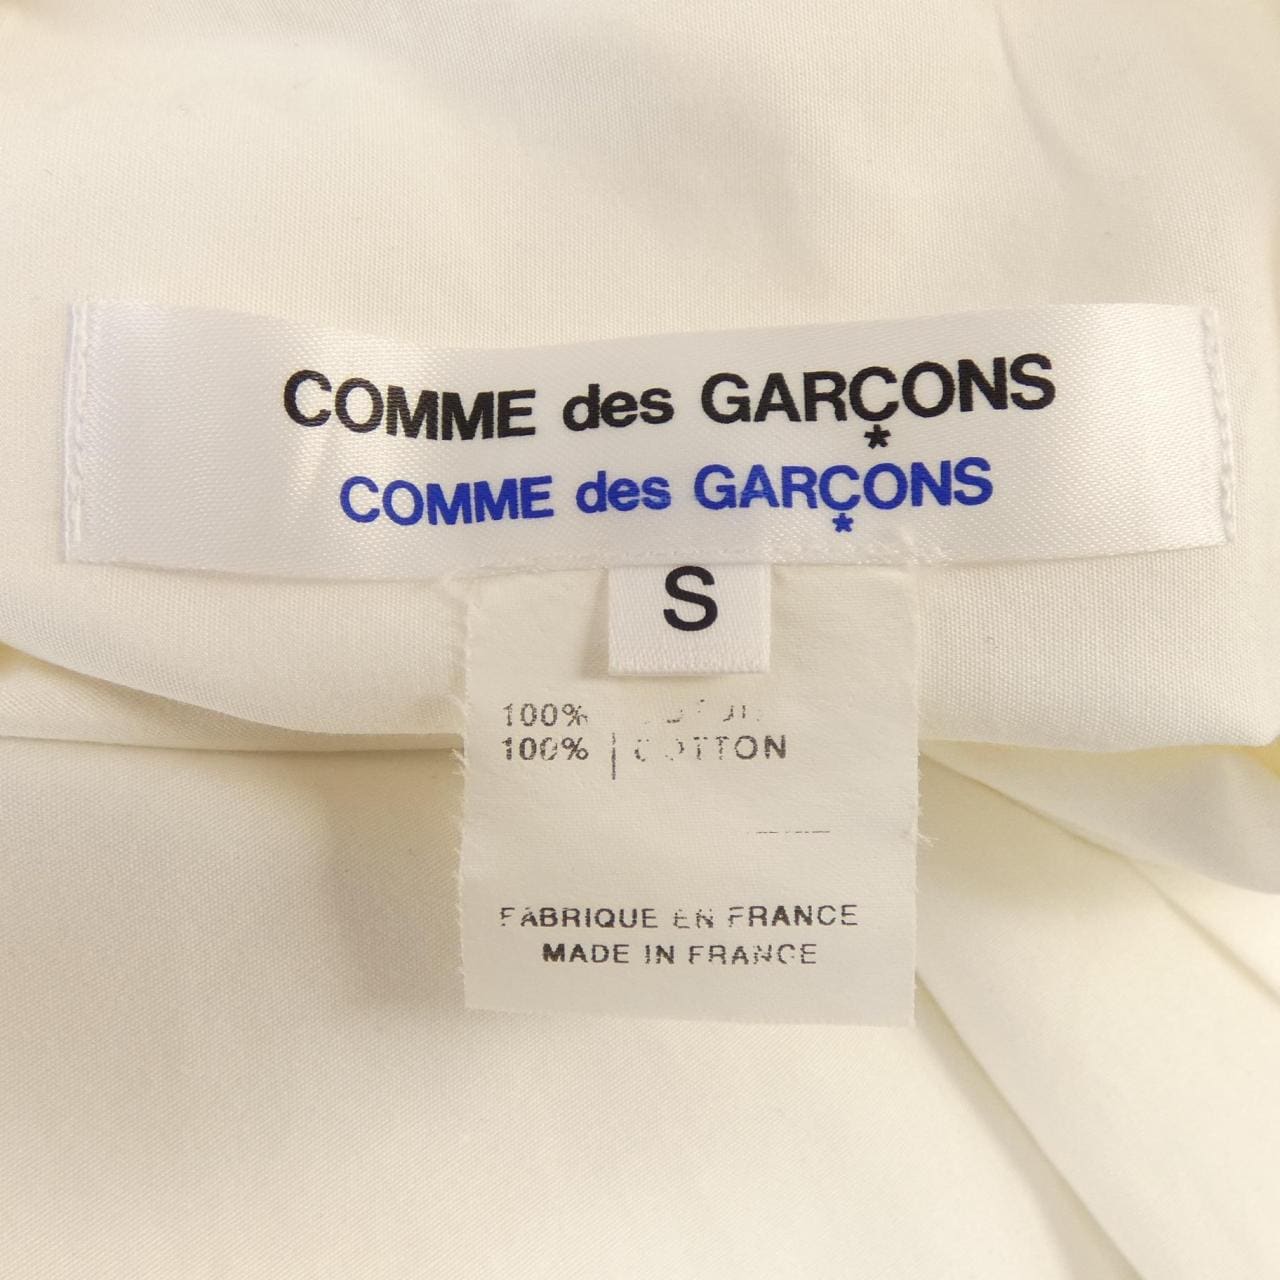 COMME des GARÇONS
*
COMME des GARÇONS
*
S
100%
100% | COTTON
FABRIQUE EN FRANCE
MADE IN FRANCE